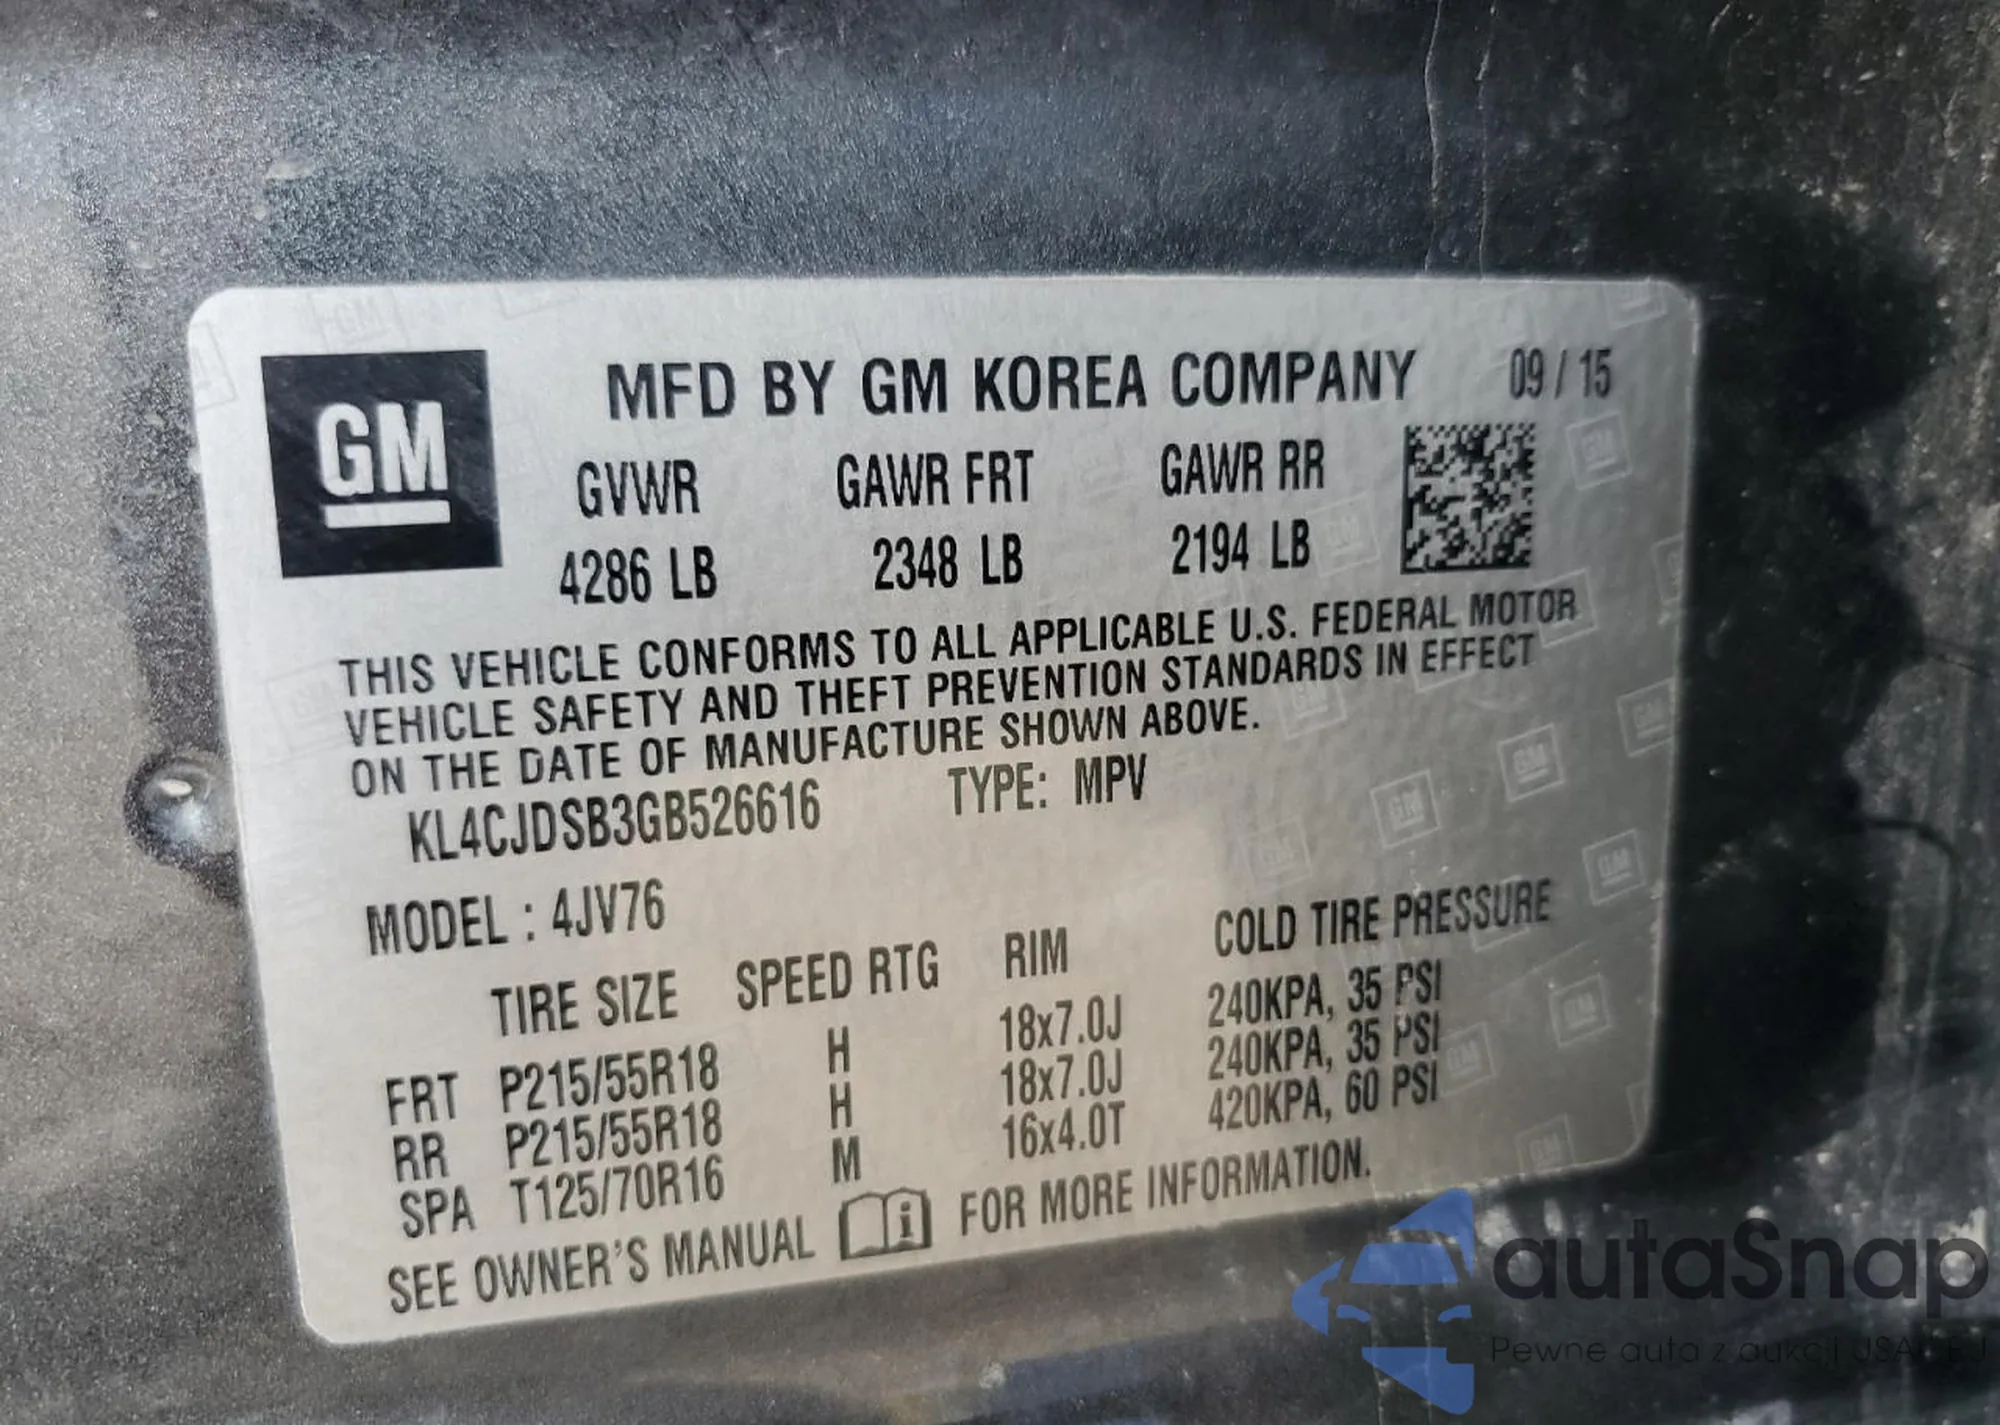 GM
MFD BY GM KOREA COMPANY 09 / 15
GVWR GAWR FRT GAWR RR
4286 LB 2348 LB 2194 LB
THIS VEHICLE CONFORMS TO ALL APPLICABLE U.S. FEDERAL MOTOR
VEHICLE SAFETY AND THEFT PREVENTION STANDARDS IN EFFECT
ON THE DATE OF MANUFACTURE SHOWN ABOVE.
KL4CJDSB3GB526616 TYPE: MPV
MODEL : 4JV76
TIRE SIZE SPEED RTG RIM COLD TIRE PRESSURE
FRT P215/55R18 H 18x7.0J 240KPA, 35 PSI
RR P215/55R18 H 18x7.0J 240KPA, 35 PSI
SPA T125/70R16 M 16x4.0T 420KPA, 60 PSI
SEE OWNER'S MANUAL i FOR MORE INFORMATION.
autaSnap
Pewne auta z aukcji USA